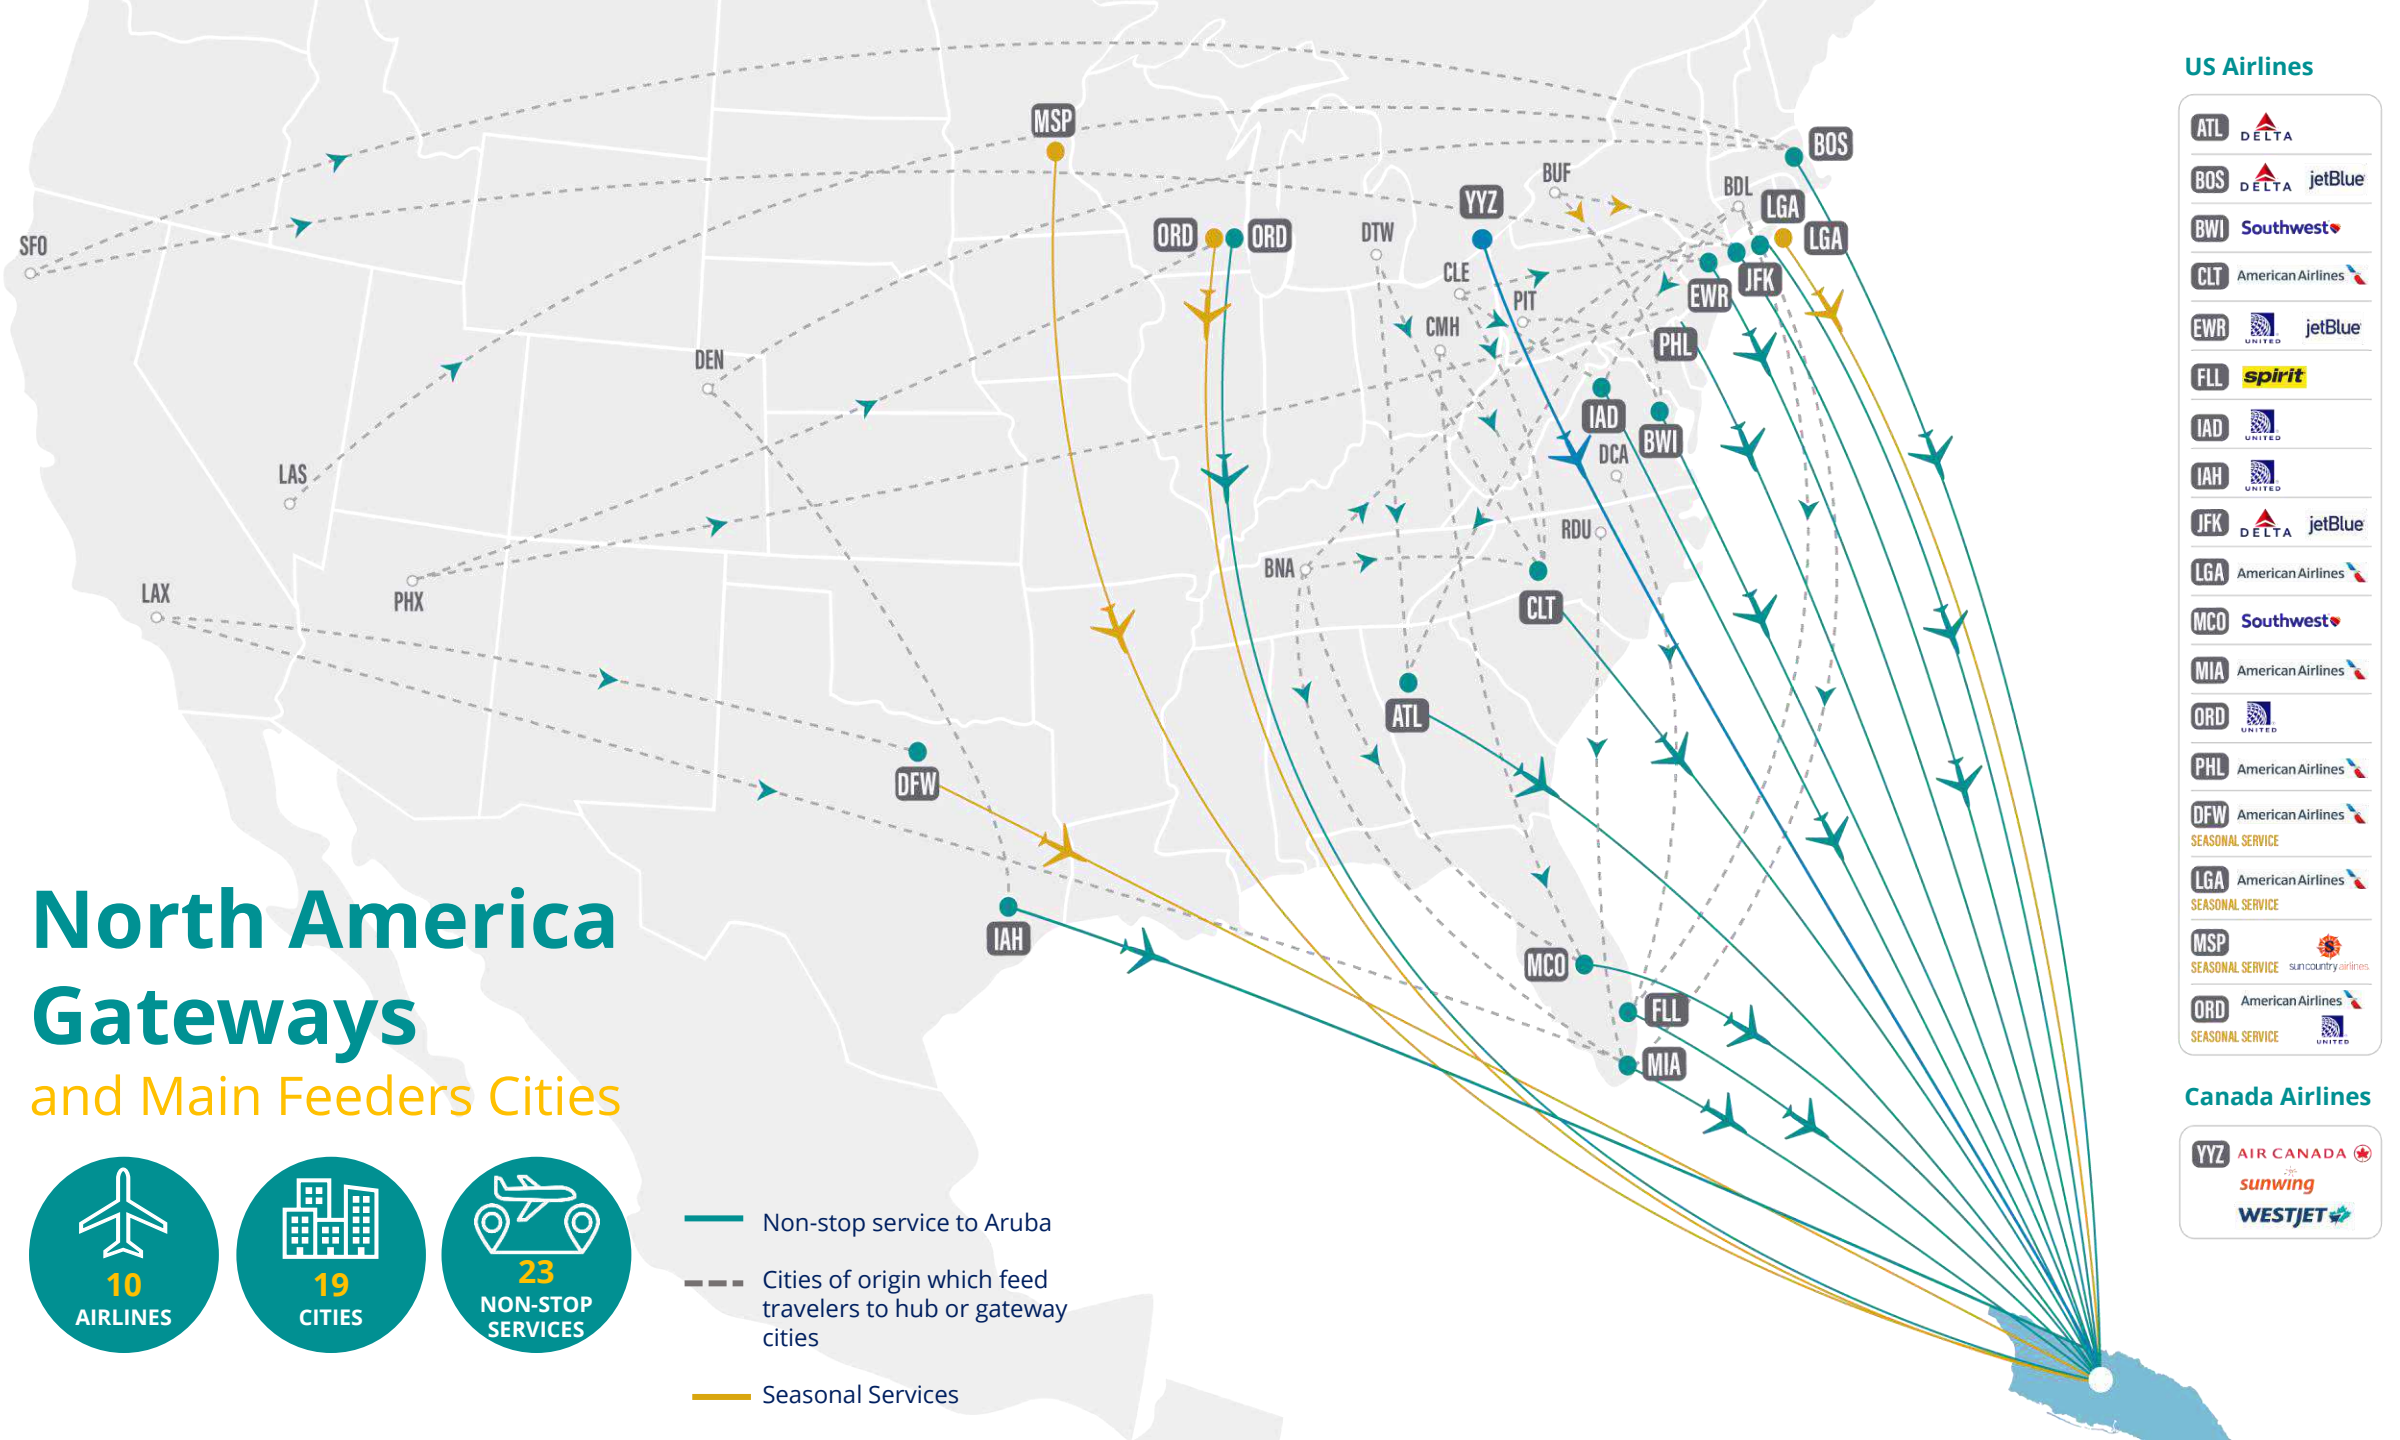 MSP
BOS
BUF
BDL
YYZ
LGA
ORD
ORD
DTW
LGA
SFO
CLE
JFK
EWR
PIT
CMH
PHL
DEN
IAD
BWI
DCA
LAS
RDU
BNA
LAX
PHX
CLT
ATL
DFW
IAH
MCO
FLL
MIA
North America
Gateways
and Main Feeders Cities
10
AIRLINES
19
CITIES
23
NON-STOP
SERVICES
Non-stop service to Aruba
Cities of origin which feed
travelers to hub or gateway
cities
Seasonal Services
US Airlines
ATL DELTA
BOS DELTA jetBlue
BWI Southwest
CLT American Airlines
EWR UNITED jetBlue
FLL spirit
IAD UNITED
IAH UNITED
JFK DELTA jetBlue
LGA American Airlines
MCO Southwest
MIA American Airlines
ORD UNITED
PHL American Airlines
DFW American Airlines
SEASONAL SERVICE
LGA American Airlines
SEASONAL SERVICE
MSP S
SEASONAL SERVICE sun country airlines
ORD American Airlines
SEASONAL SERVICE UNITED
Canada Airlines
YYZ AIR CANADA
sunwing
WESTJET